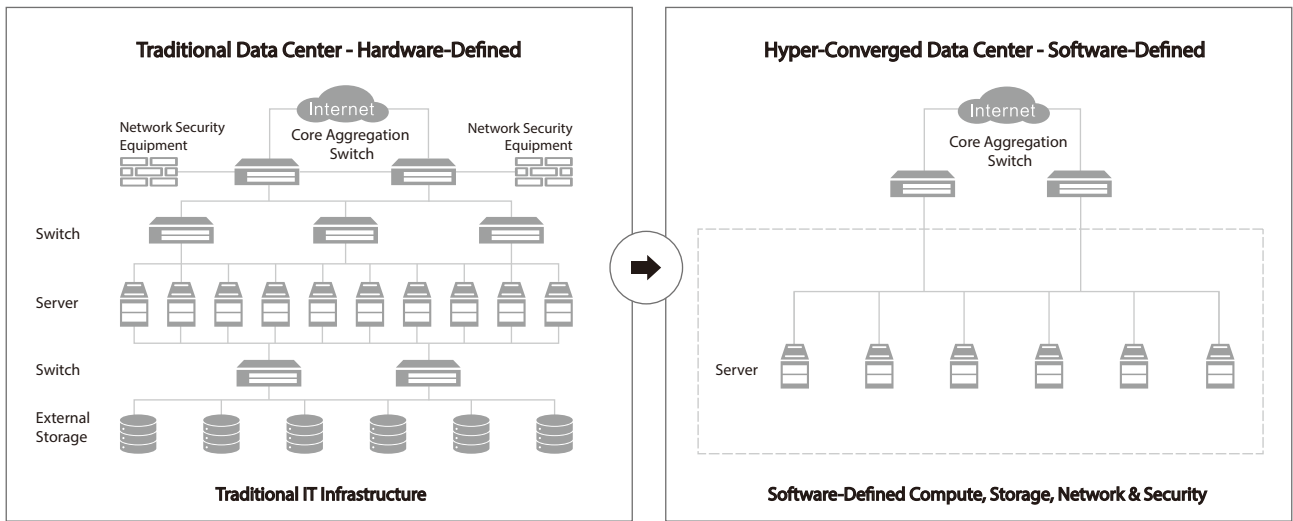 Traditional Data Center - Hardware-Defined
Internet
Network Security
Equipment
Core Aggregation
Switch
Network Security
Equipment
Switch
Server
Switch
External
Storage
Traditional IT Infrastructure
Hyper-Converged Data Center - Software-Defined
Internet
Core Aggregation
Switch
Server
Software-Defined Compute, Storage, Network & Security